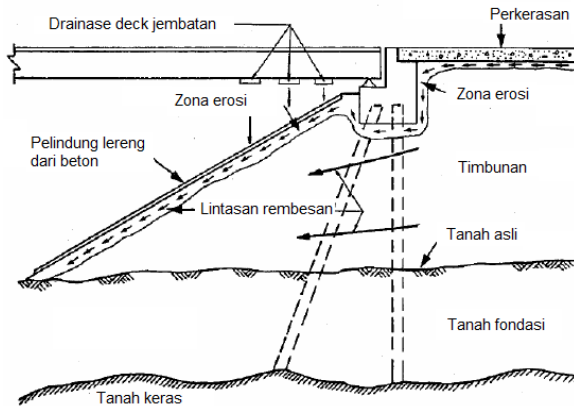 Drainase deck jembatan
Perkerasan
Zona erosi
Zona erosi
Pelindung lereng
dari beton
Timbunan
Lintasan rembesan
Tanah asli
Tanah fondasi
Tanah keras